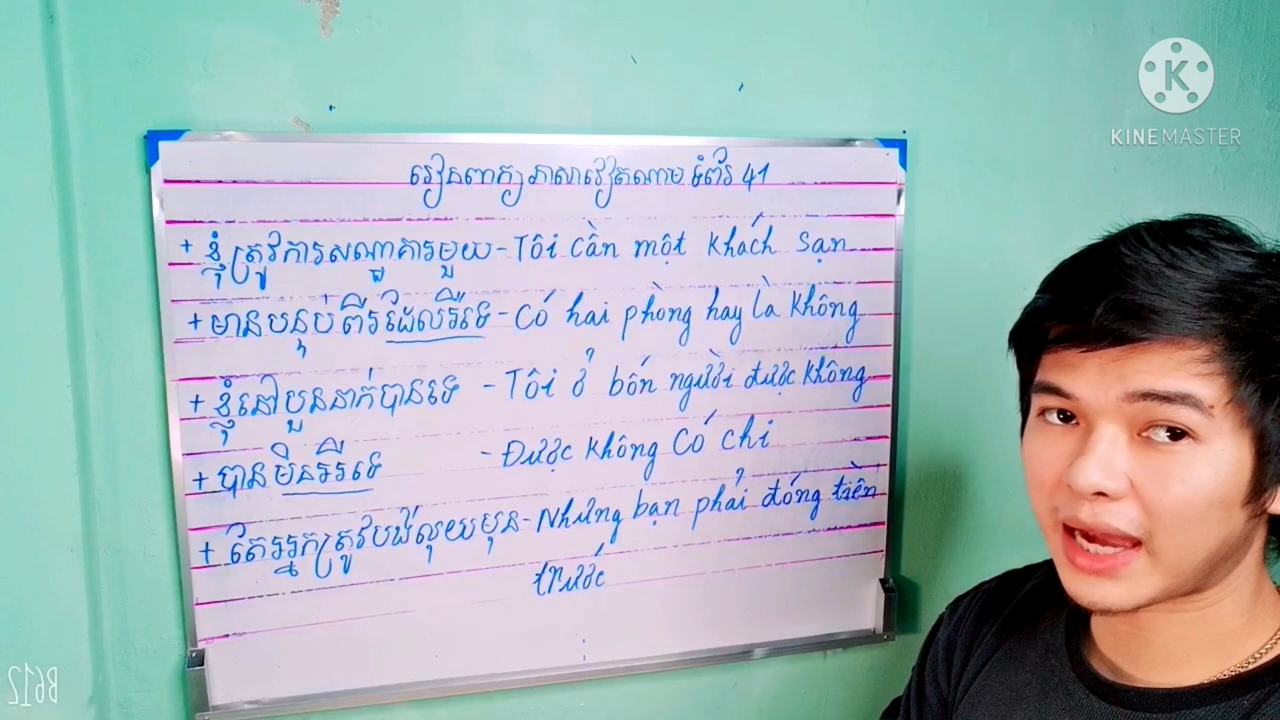 KINEMASTER
រៀនពាក្យភាសាវៀតណាម ទំព័រ 41
+ ខ្ញុំត្រូវការសណ្ឋាគារមួយ - Tôi cần một khách sạn
+ មានបន្ទប់ពីរដែលរឺទេ - Có hai phòng hay là không
+ ខ្ញុំនៅបួននាក់បានទេ - Tôi ở bốn người được không
+ បានមិនអីរទេ - Được không có chi
+ តែអ្នកត្រូវបង់លុយមុន - Nhưng bạn phải đóng tiền
trước
B612